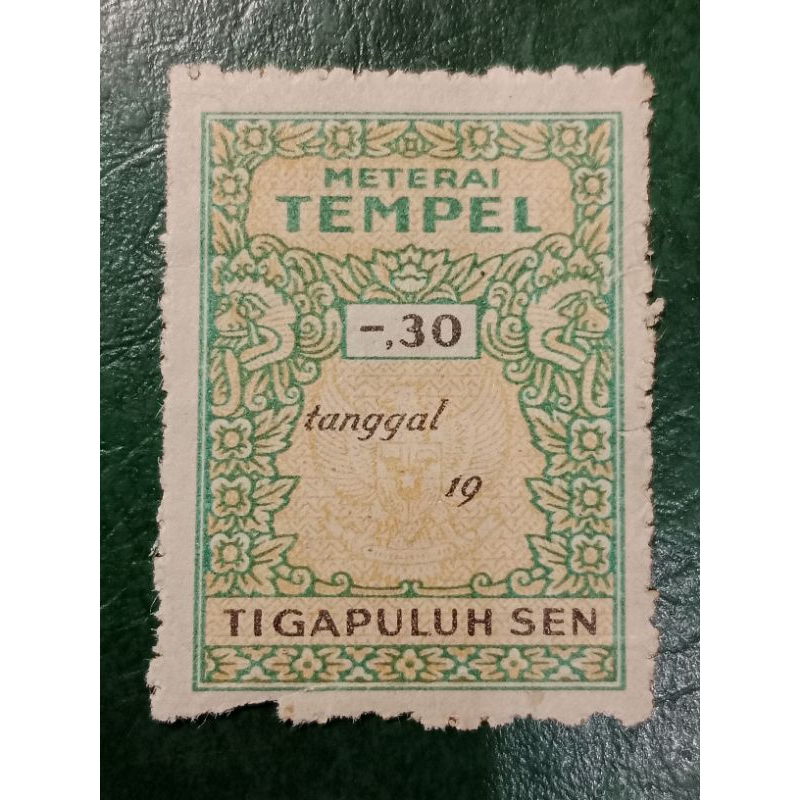 METERAI
TEMPEL
–,30
tanggal
19
TIGAPULUH SEN